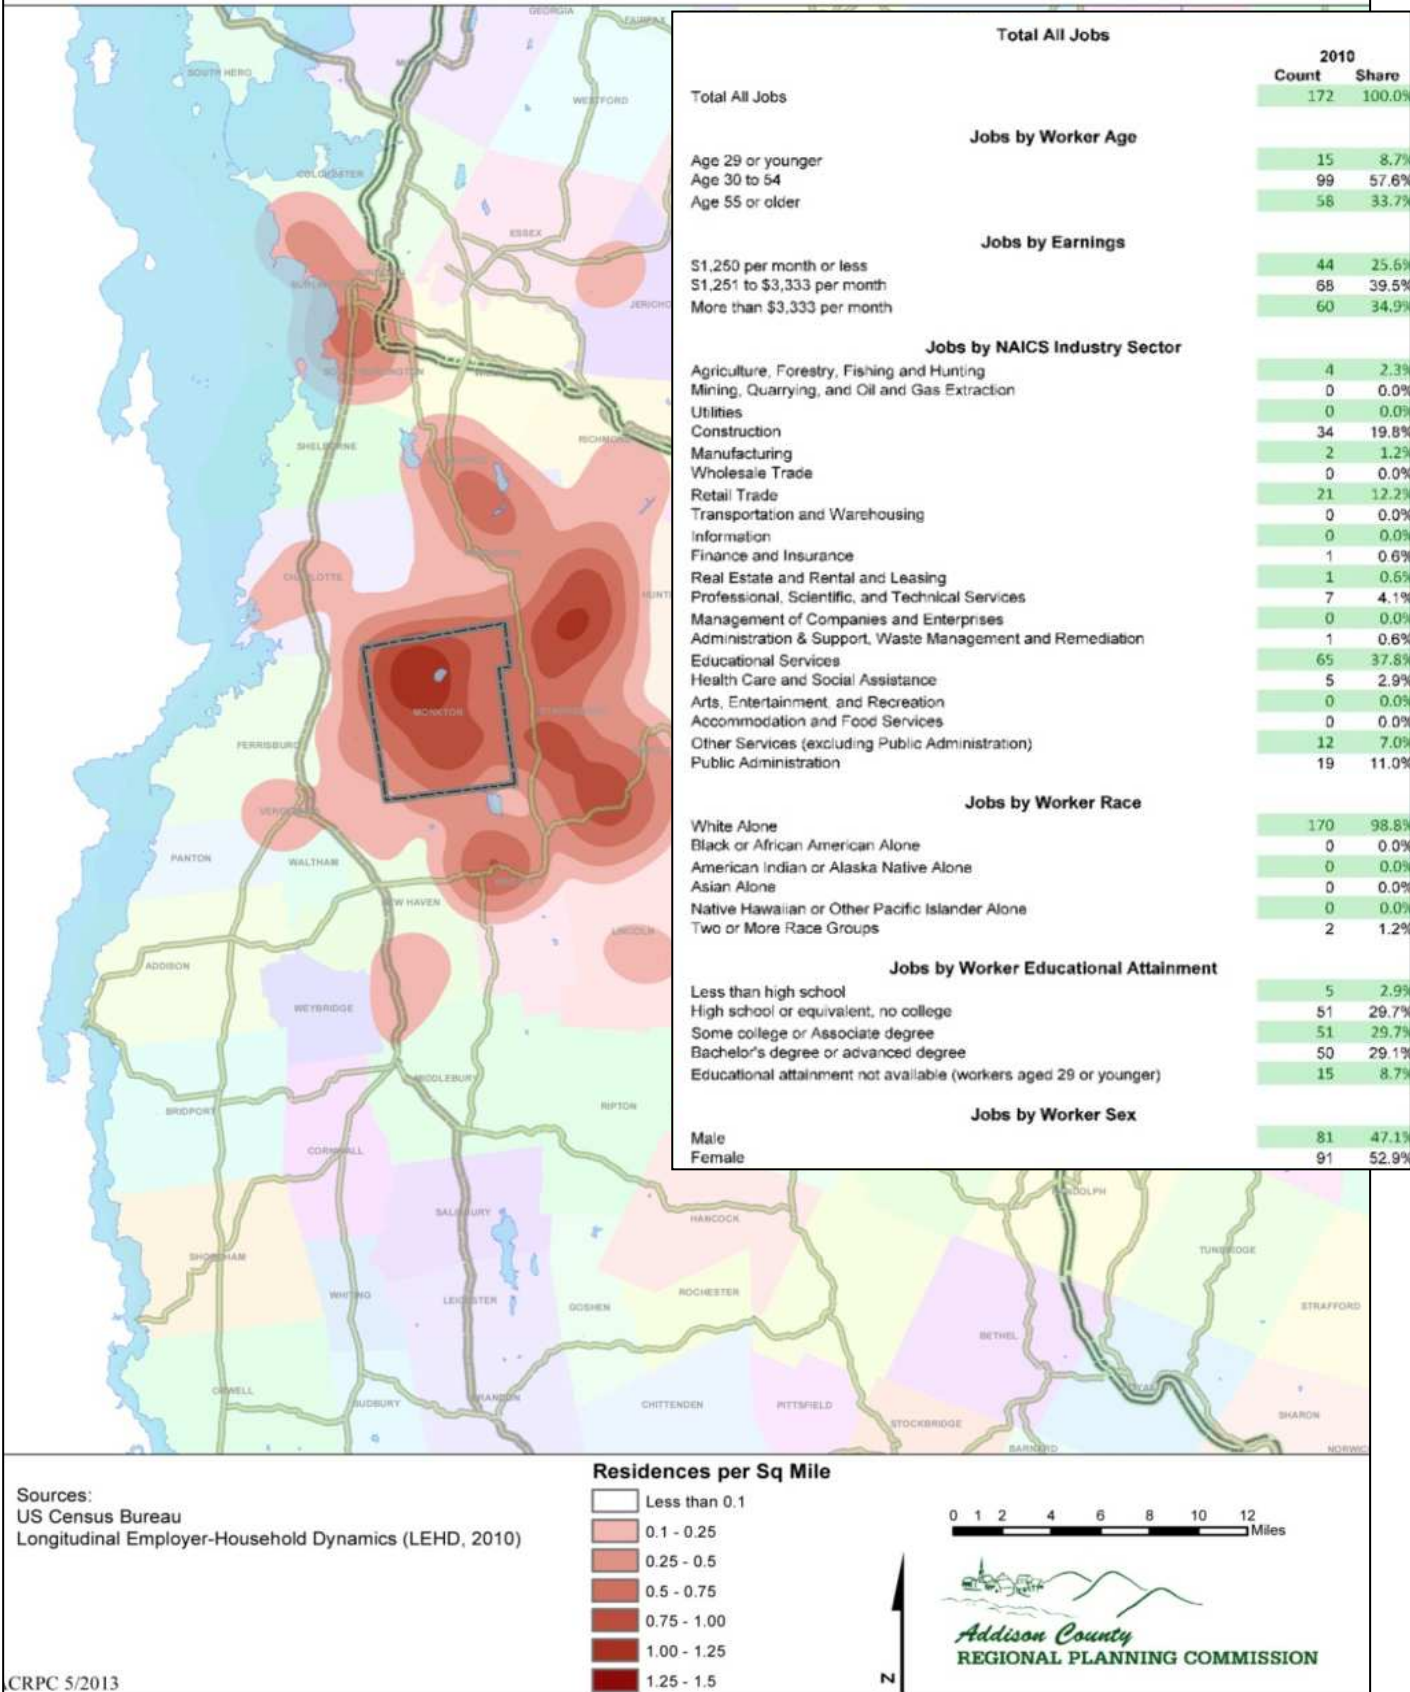 GEORGIA
FAIRFAX
SOUTH HERO
WESTFORD
COLCHESTER
ESSEX
JERICHO
SOUTH BURLINGTON
SHELBURNE
RICHMOND
CHARLOTTE
HUNTI
MONKTON
FERRISBURG
PANTON
WALTHAM
NEW HAVEN
LINCOLN
ADDISON
WEYBRIDGE
MIDDLEBURY
RIPTON
BRIDPORT
CORNWALL
SALISBURY
HANCOCK
RANDOLPH
SHOREHAM
TUNBRIDGE
WHITING
LEICESTER
GOSHEN
ROCHESTER
STRAFFORD
BETHEL
ORWELL
SUDBURY
BRANDON
CHITTENDEN
PITTSFIELD
STOCKBRIDGE
SHARON
BARNARD
NORWIC
Total All Jobs
2010
Count Share
Total All Jobs 172 100.0%
Jobs by Worker Age
Age 29 or younger 15 8.7%
Age 30 to 54 99 57.6%
Age 55 or older 58 33.7%
Jobs by Earnings
$1,250 per month or less 44 25.6%
$1,251 to $3,333 per month 68 39.5%
More than $3,333 per month 60 34.9%
Jobs by NAICS Industry Sector
Agriculture, Forestry, Fishing and Hunting 4 2.3%
Mining, Quarrying, and Oil and Gas Extraction 0 0.0%
Utilities 0 0.0%
Construction 34 19.8%
Manufacturing 2 1.2%
Wholesale Trade 0 0.0%
Retail Trade 21 12.2%
Transportation and Warehousing 0 0.0%
Information 0 0.0%
Finance and Insurance 1 0.6%
Real Estate and Rental and Leasing 1 0.6%
Professional, Scientific, and Technical Services 7 4.1%
Management of Companies and Enterprises 0 0.0%
Administration & Support, Waste Management and Remediation 1 0.6%
Educational Services 65 37.8%
Health Care and Social Assistance 5 2.9%
Arts, Entertainment, and Recreation 0 0.0%
Accommodation and Food Services 0 0.0%
Other Services (excluding Public Administration) 12 7.0%
Public Administration 19 11.0%
Jobs by Worker Race
White Alone 170 98.8%
Black or African American Alone 0 0.0%
American Indian or Alaska Native Alone 0 0.0%
Asian Alone 0 0.0%
Native Hawaiian or Other Pacific Islander Alone 0 0.0%
Two or More Race Groups 2 1.2%
Jobs by Worker Educational Attainment
Less than high school 5 2.9%
High school or equivalent, no college 51 29.7%
Some college or Associate degree 51 29.7%
Bachelor's degree or advanced degree 50 29.1%
Educational attainment not available (workers aged 29 or younger) 15 8.7%
Jobs by Worker Sex
Male 81 47.1%
Female 91 52.9%
Sources:
US Census Bureau
Longitudinal Employer-Household Dynamics (LEHD, 2010)
Residences per Sq Mile
Less than 0.1
0.1 - 0.25
0.25 - 0.5
0.5 - 0.75
0.75 - 1.00
1.00 - 1.25
1.25 - 1.5
0 1 2 4 6 8 10 12
Miles
N
Addison County
REGIONAL PLANNING COMMISSION
CRPC 5/2013